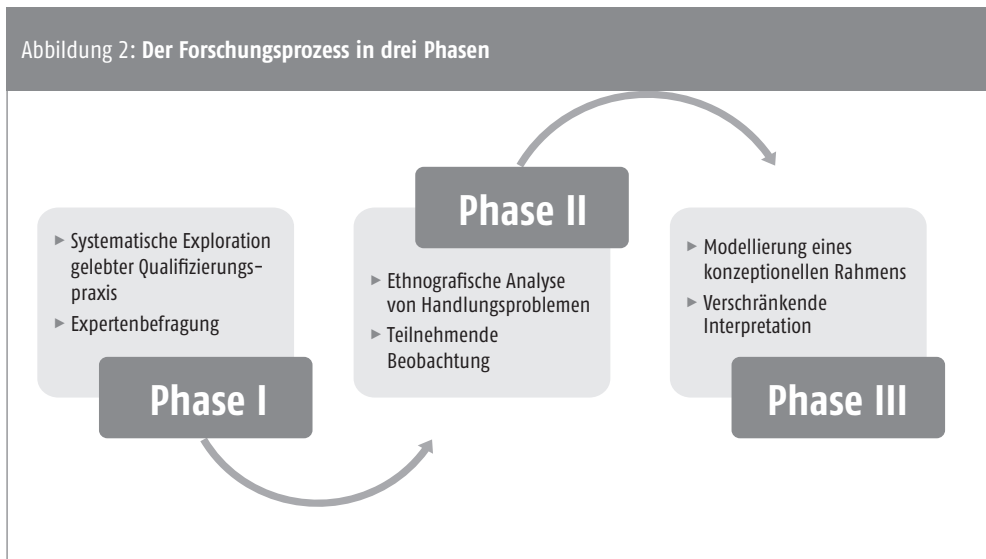 Abbildung 2: Der Forschungsprozess in drei Phasen
► Systematische Exploration
gelebter Qualifizierungs-
praxis
► Expertenbefragung
Phase I
Phase II
► Ethnografische Analyse
von Handlungsproblemen
► Teilnehmende
Beobachtung
► Modellierung eines
konzeptionellen Rahmens
► Verschränkende
Interpretation
Phase III